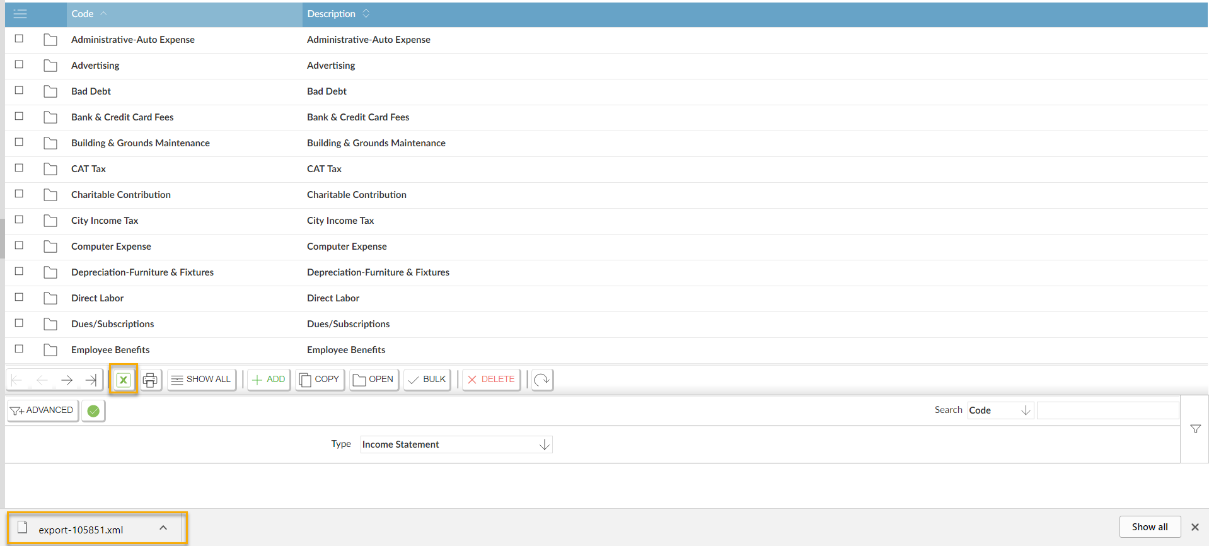 Code Description
Administrative-Auto Expense Administrative-Auto Expense
Advertising Advertising
Bad Debt Bad Debt
Bank & Credit Card Fees Bank & Credit Card Fees
Building & Grounds Maintenance Building & Grounds Maintenance
CAT Tax CAT Tax
Charitable Contribution Charitable Contribution
City Income Tax City Income Tax
Computer Expense Computer Expense
Depreciation-Furniture & Fixtures Depreciation-Furniture & Fixtures
Direct Labor Direct Labor
Dues/Subscriptions Dues/Subscriptions
Employee Benefits Employee Benefits
X SHOW ALL ADD COPY OPEN BULK DELETE
ADVANCED Search Code
Type Income Statement
export-105851.xml Show all